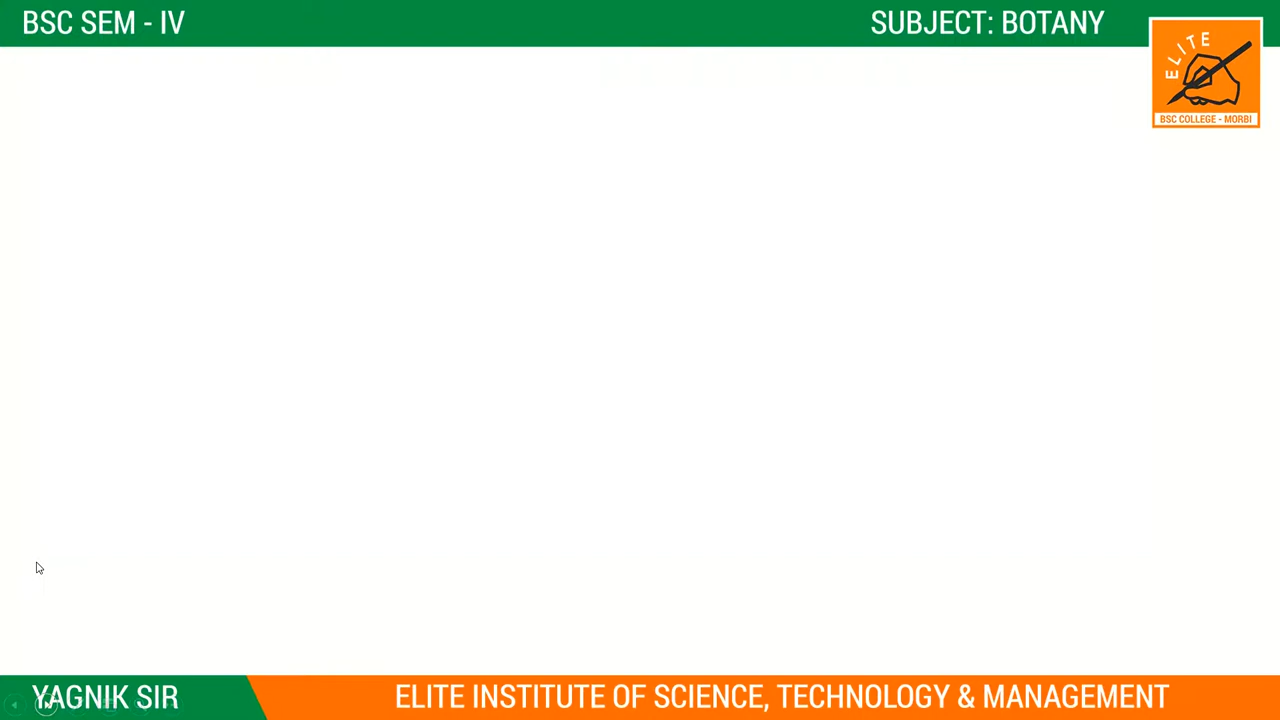 BSC SEM - IV
SUBJECT: BOTANY
ELITE
BSC COLLEGE - MORBI
YAGNIK SIR
ELITE INSTITUTE OF SCIENCE, TECHNOLOGY & MANAGEMENT